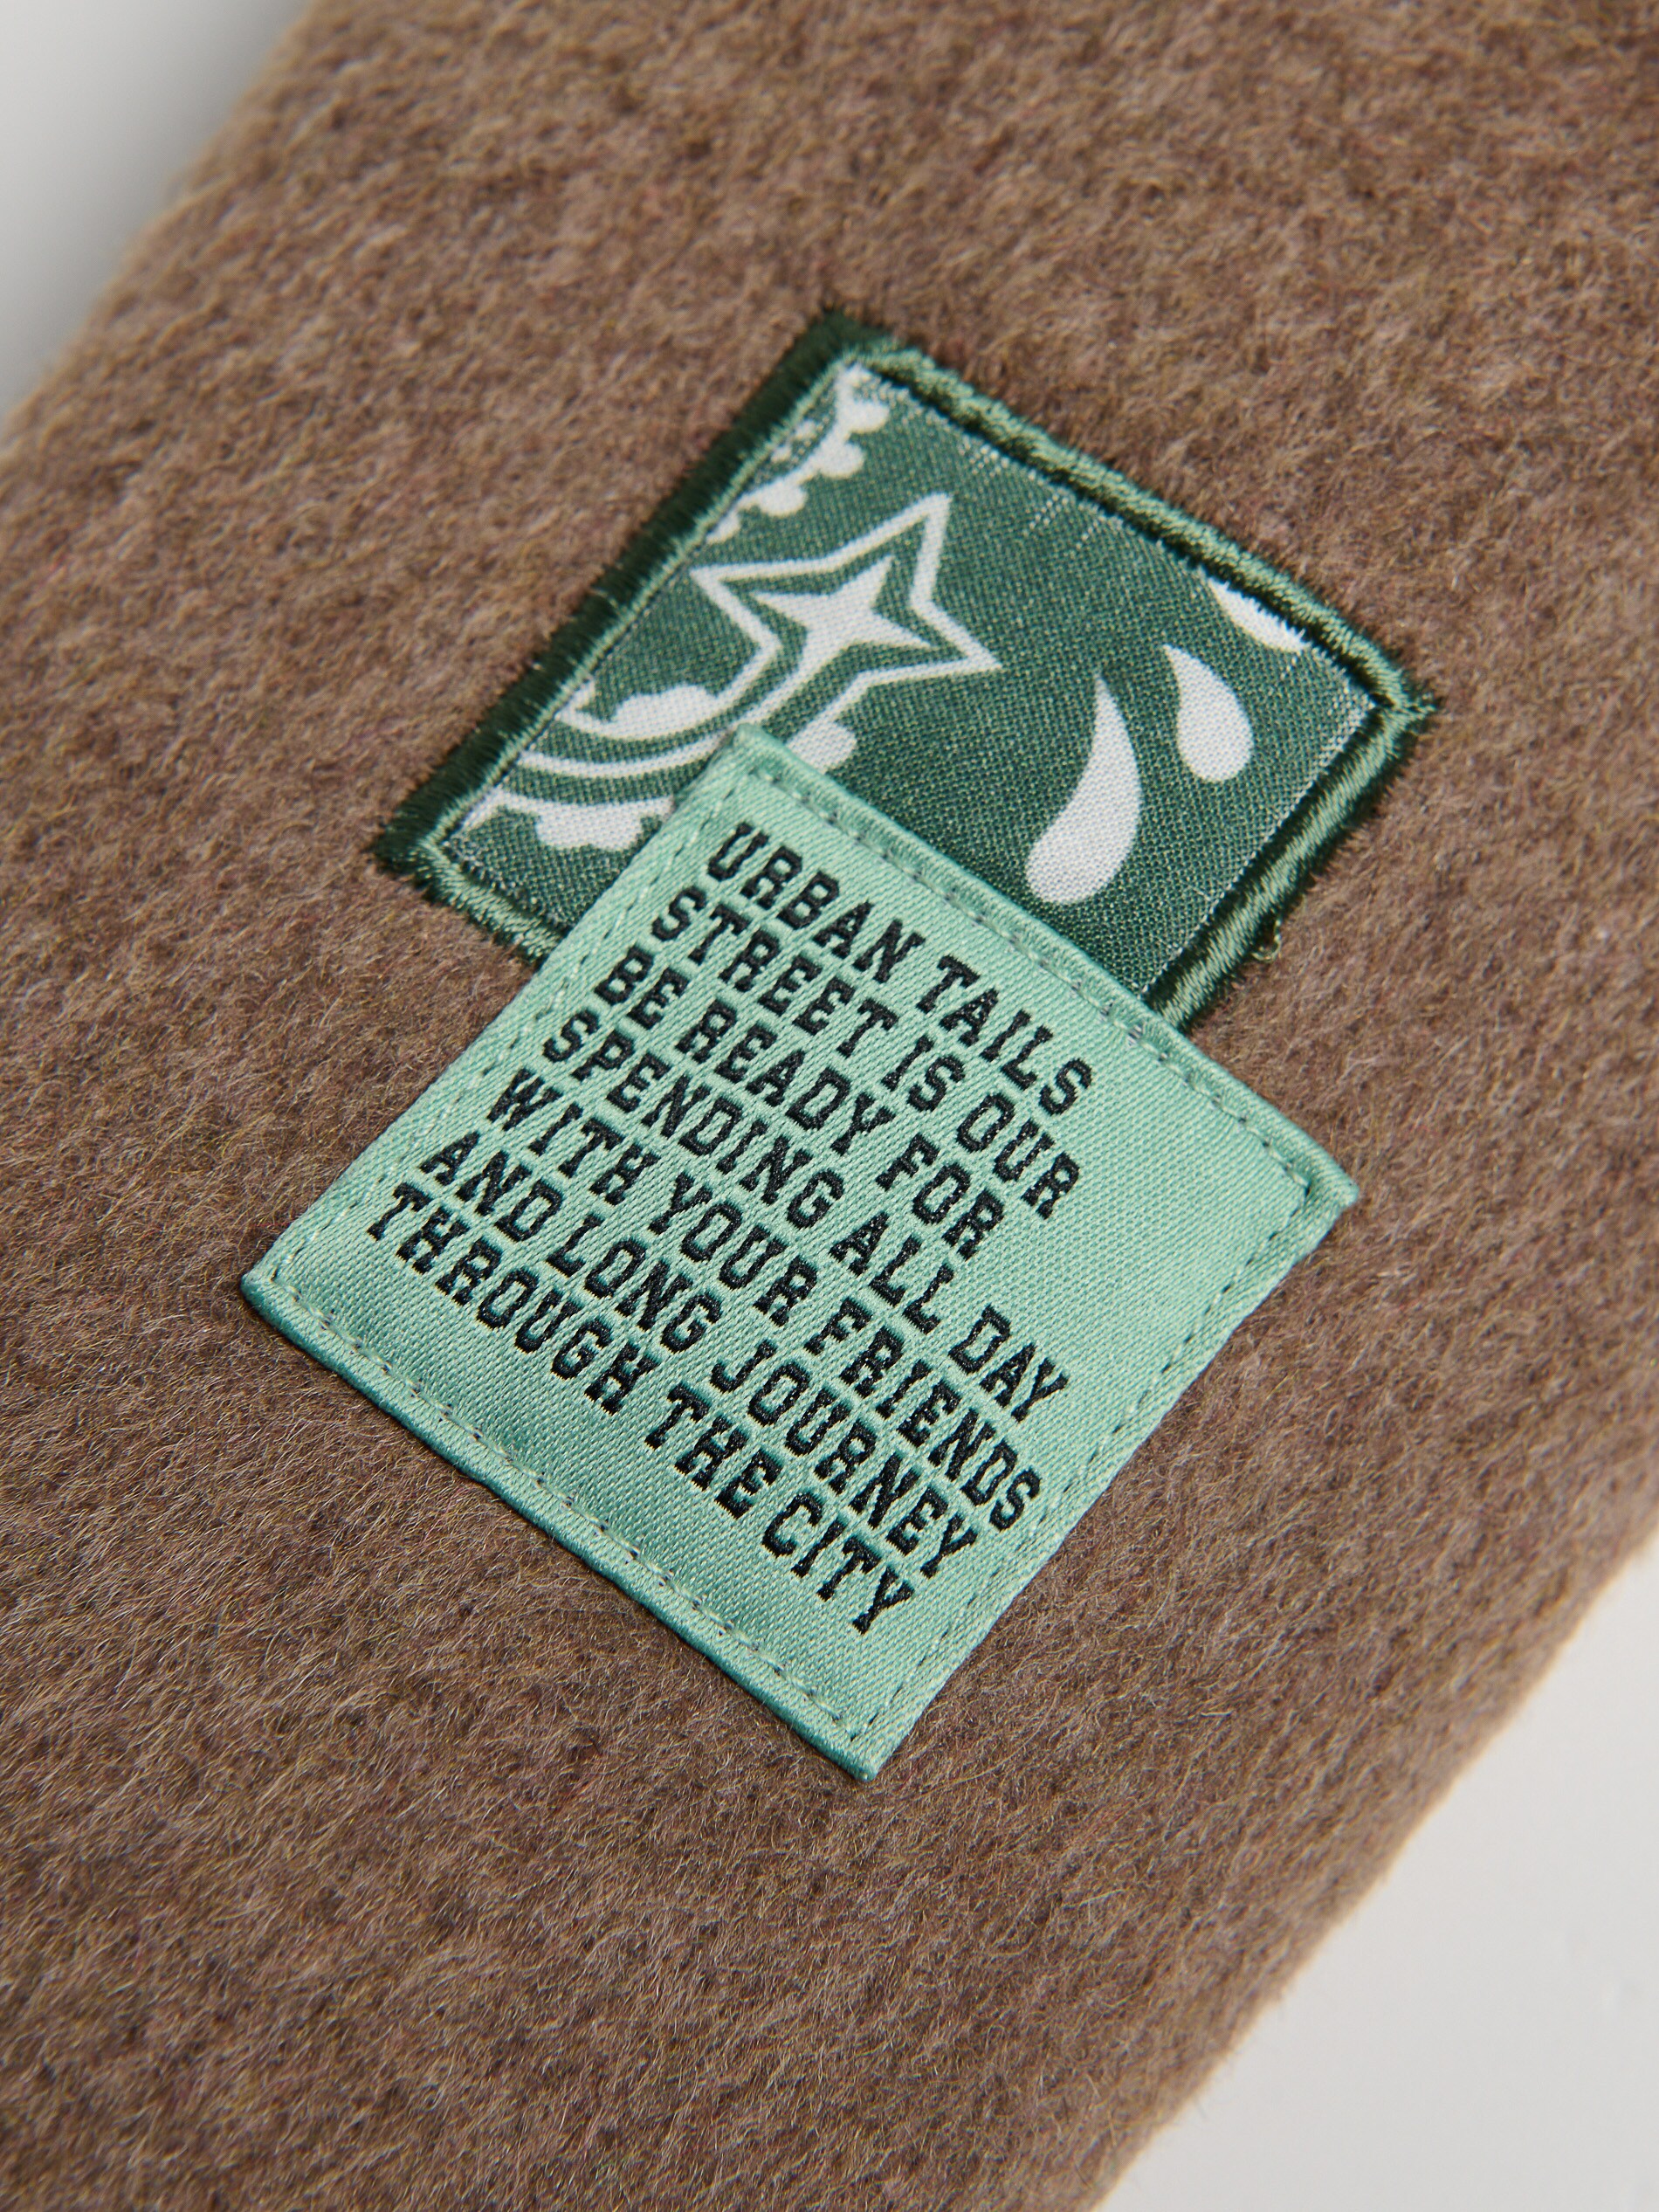 URBAN TAILS
STREET IS OUR
BE READY FOR
SPENDING ALL DAY
WITH YOUR FRIENDS
AND LONG JOURNEY
THROUGH THE CITY